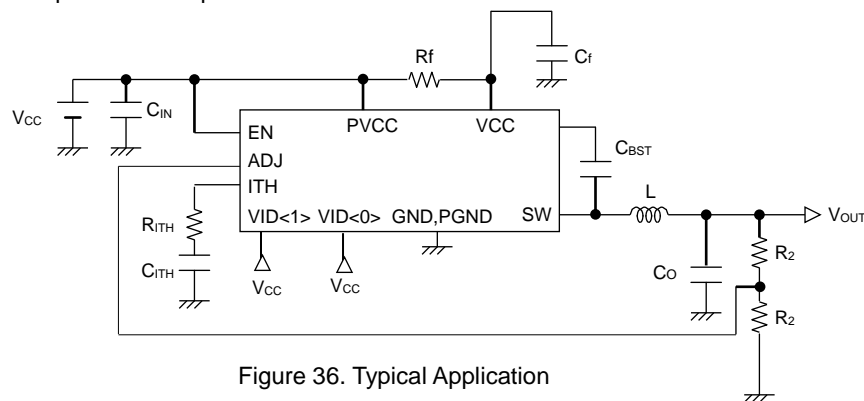 Rf
Cf
VCC
CIN
EN
PVCC
VCC
ADJ
ITH
CBST
L
VOUT
RITH
VID<1> VID<0> GND,PGND SW
CITH
VCC
VCC
CO
R2
R2
Figure 36. Typical Application